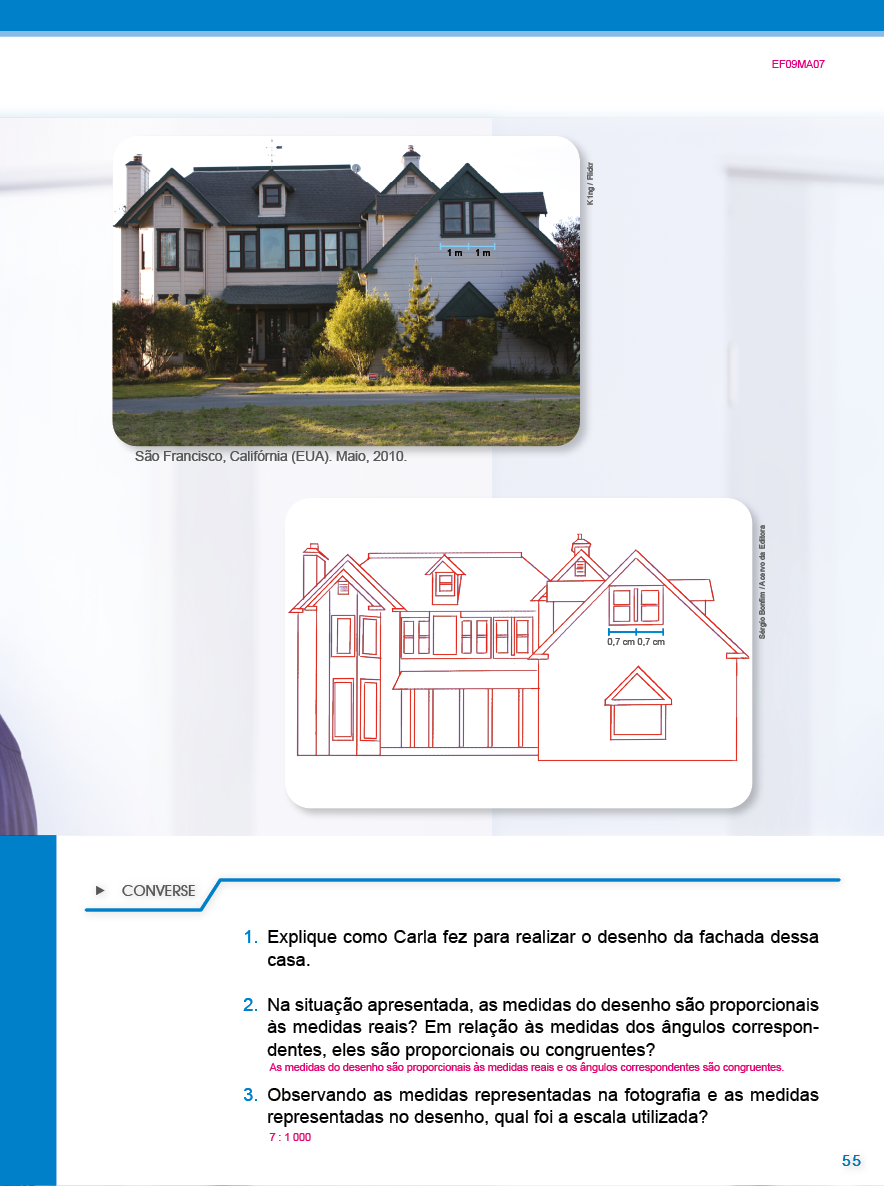 EF09MA07
K1ng / Flickr
1 m 1 m
São Francisco, Califórnia (EUA). Maio, 2010.
Sérgio Bonfim / Acervo da Editora
0,7 cm 0,7 cm
CONVERSE
1. Explique como Carla fez para realizar o desenho da fachada dessa
casa.
2. Na situação apresentada, as medidas do desenho são proporcionais
às medidas reais? Em relação às medidas dos ângulos correspon-
dentes, eles são proporcionais ou congruentes?
As medidas do desenho são proporcionais às medidas reais e os ângulos correspondentes são congruentes.
3. Observando as medidas representadas na fotografia e as medidas
representadas no desenho, qual foi a escala utilizada?
7 : 1 000
55